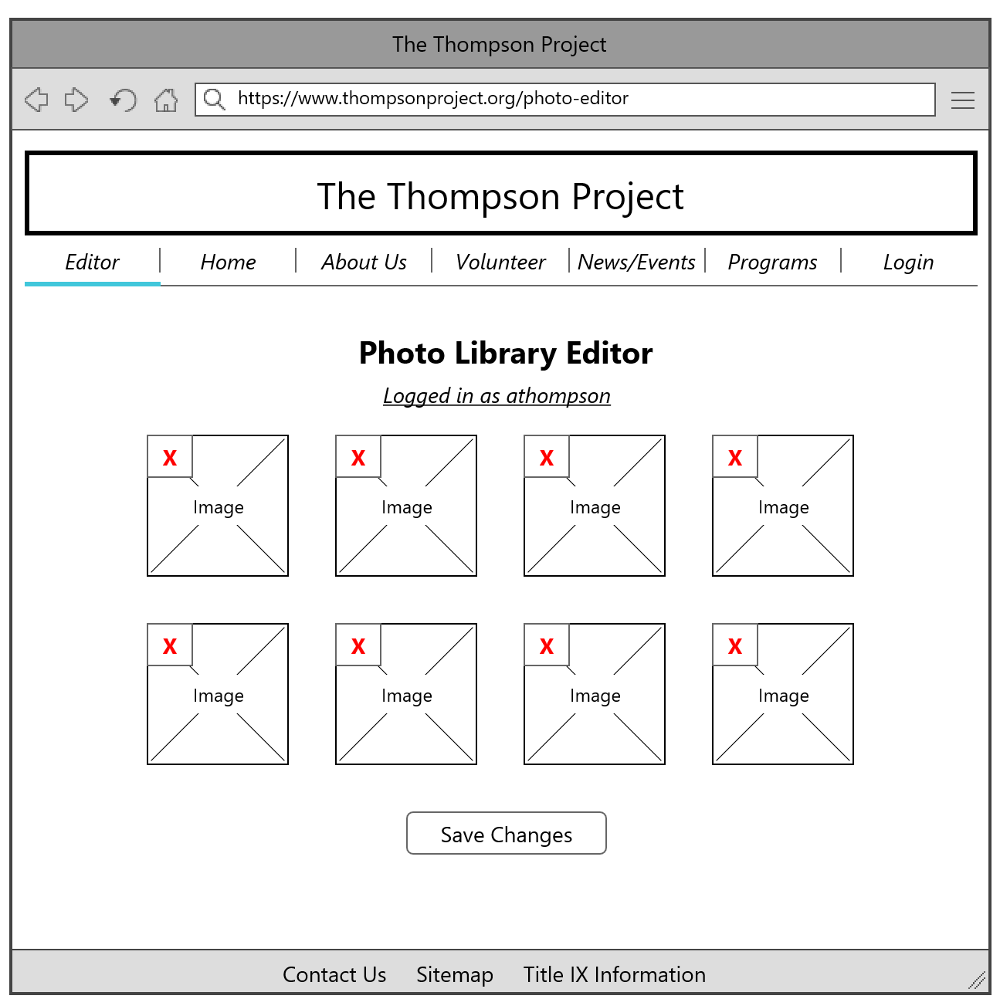 The Thompson Project
https://www.thompsonproject.org/photo-editor
The Thompson Project
Editor Home About Us Volunteer News/Events Programs Login
Photo Library Editor
Logged in as athompson
X X X X
Image Image Image Image
X X X X
Image Image Image Image
Save Changes
Contact Us Sitemap Title IX Information